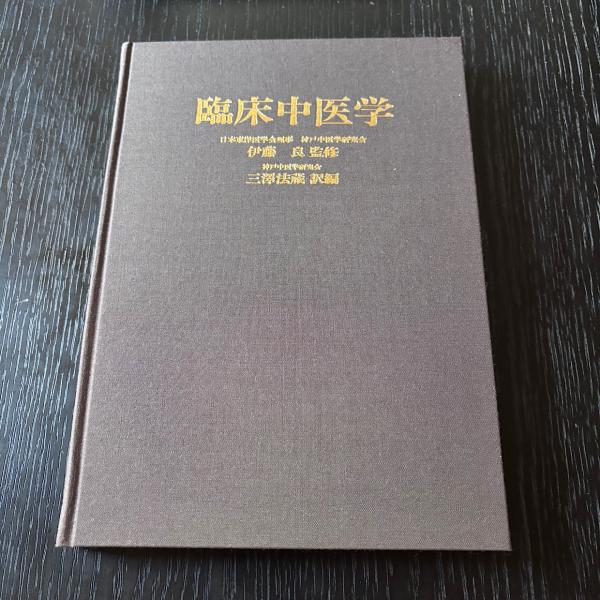 臨床中医学
日本東洋医学会理事 神戸中医学研究会
伊藤 良 監修
神戸中医学研究会
三澤法蔵 訳編